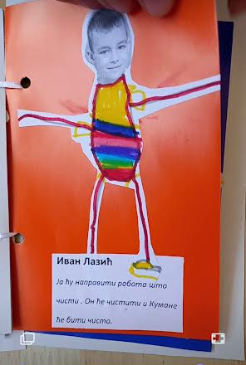 Иван Лазић
Ја ћу направити робота што
чисти . Он ће чистити и Кумане
ће бити чисто.